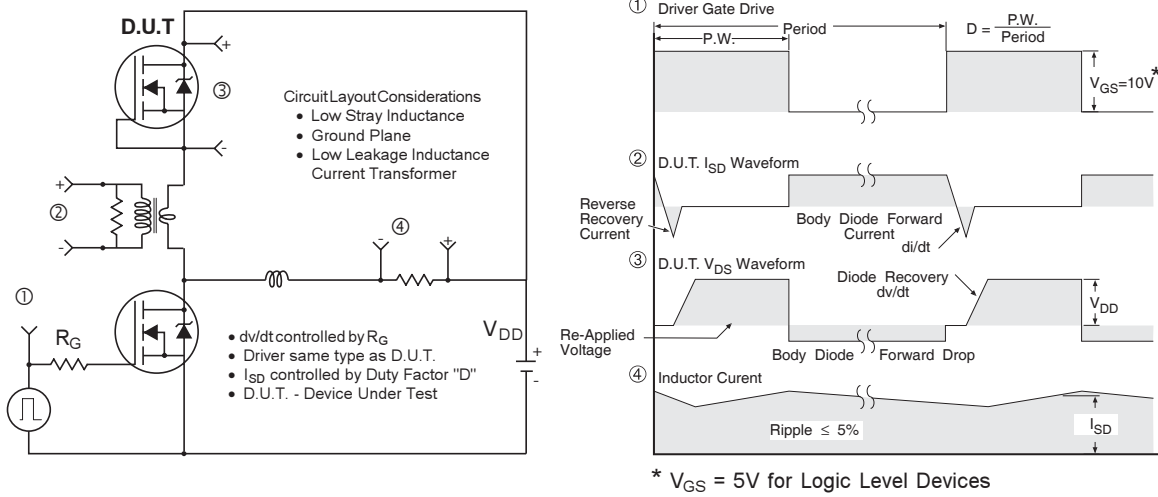 D.U.T
+
③
-
Circuit Layout Considerations
• Low Stray Inductance
• Ground Plane
• Low Leakage Inductance
Current Transformer
+
②
-
-
④
+
①
R_G
V_DD
+
-
• dv/dt controlled by R_G
• Driver same type as D.U.T.
• I_SD controlled by Duty Factor "D"
• D.U.T. - Device Under Test
① Driver Gate Drive
P.W.
Period
D = P.W. / Period
V_GS=10V *
② D.U.T. I_SD Waveform
Reverse
Recovery
Current
Body Diode Forward
Current
di/dt
③ D.U.T. V_DS Waveform
Diode Recovery
dv/dt
V_DD
Re-Applied
Voltage
Body Diode Forward Drop
④ Inductor Curent
Ripple ≤ 5%
I_SD
* V_GS = 5V for Logic Level Devices